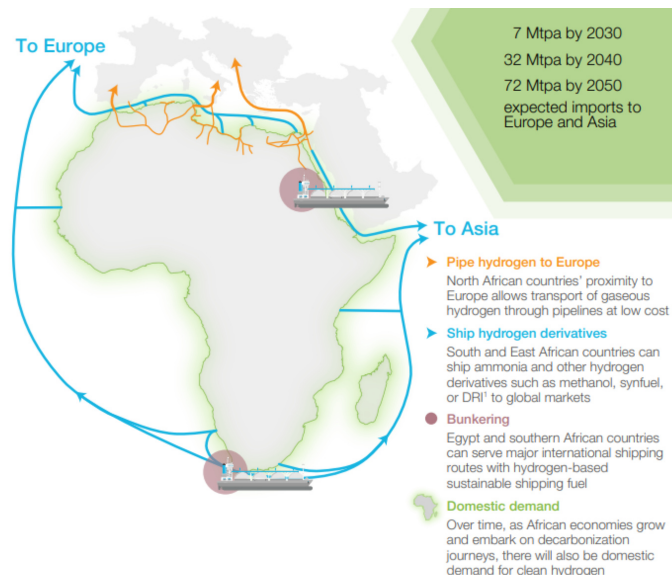 To Europe
7 Mtpa by 2030
32 Mtpa by 2040
72 Mtpa by 2050
expected imports to
Europe and Asia
To Asia
Pipe hydrogen to Europe
North African countries’ proximity to
Europe allows transport of gaseous
hydrogen through pipelines at low cost
Ship hydrogen derivatives
South and East African countries can
ship ammonia and other hydrogen
derivatives such as methanol, synfuel,
or DRI¹ to global markets
Bunkering
Egypt and southern African countries
can serve major international shipping
routes with hydrogen-based
sustainable shipping fuel
Domestic demand
Over time, as African economies grow
and embark on decarbonization
journeys, there will also be domestic
demand for clean hydrogen